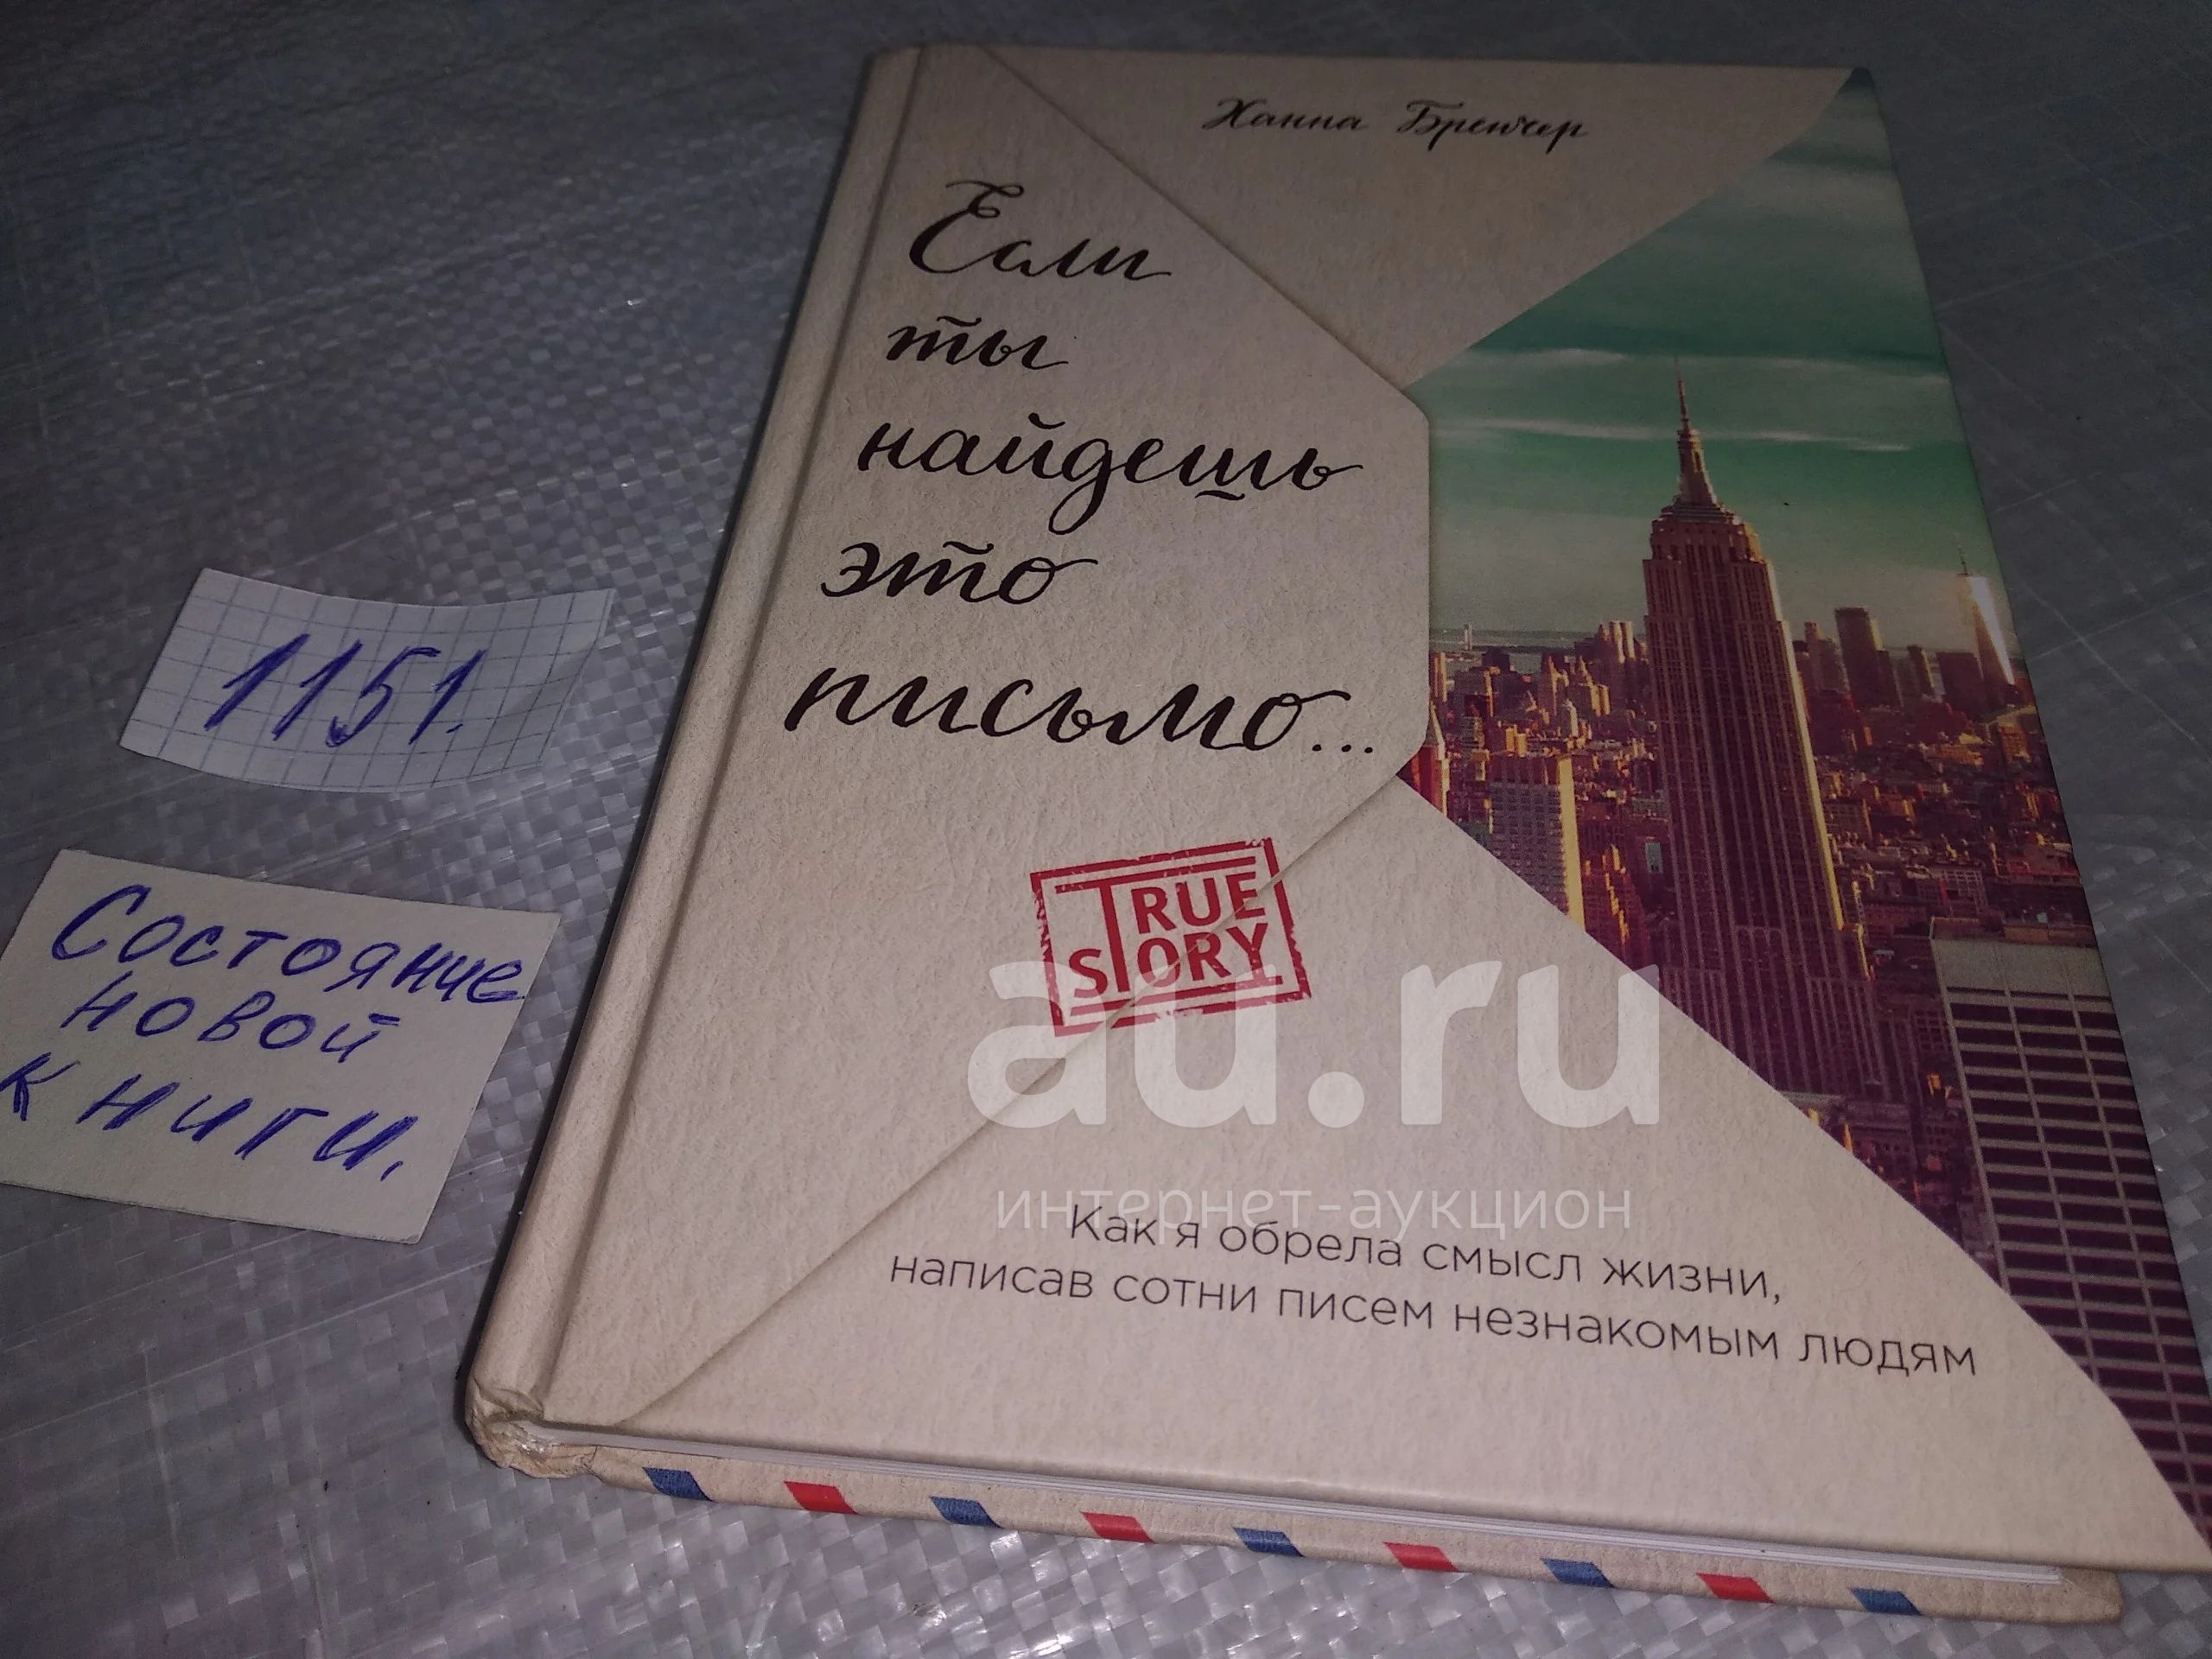 Ханна Бренчер
Если
ты
найдешь
это
письмо...
TRUE
STORY
Как я обрела смысл жизни,
написав сотни писем незнакомым людям
1151.
Состояние
новой
книги.
au.ru
интернет-аукцион